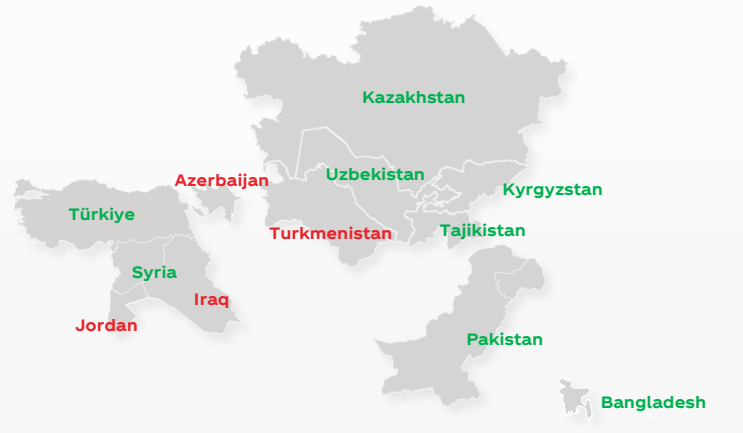 Kazakhstan
Azerbaijan
Uzbekistan
Kyrgyzstan
Türkiye
Turkmenistan
Tajikistan
Syria
Iraq
Jordan
Pakistan
Bangladesh